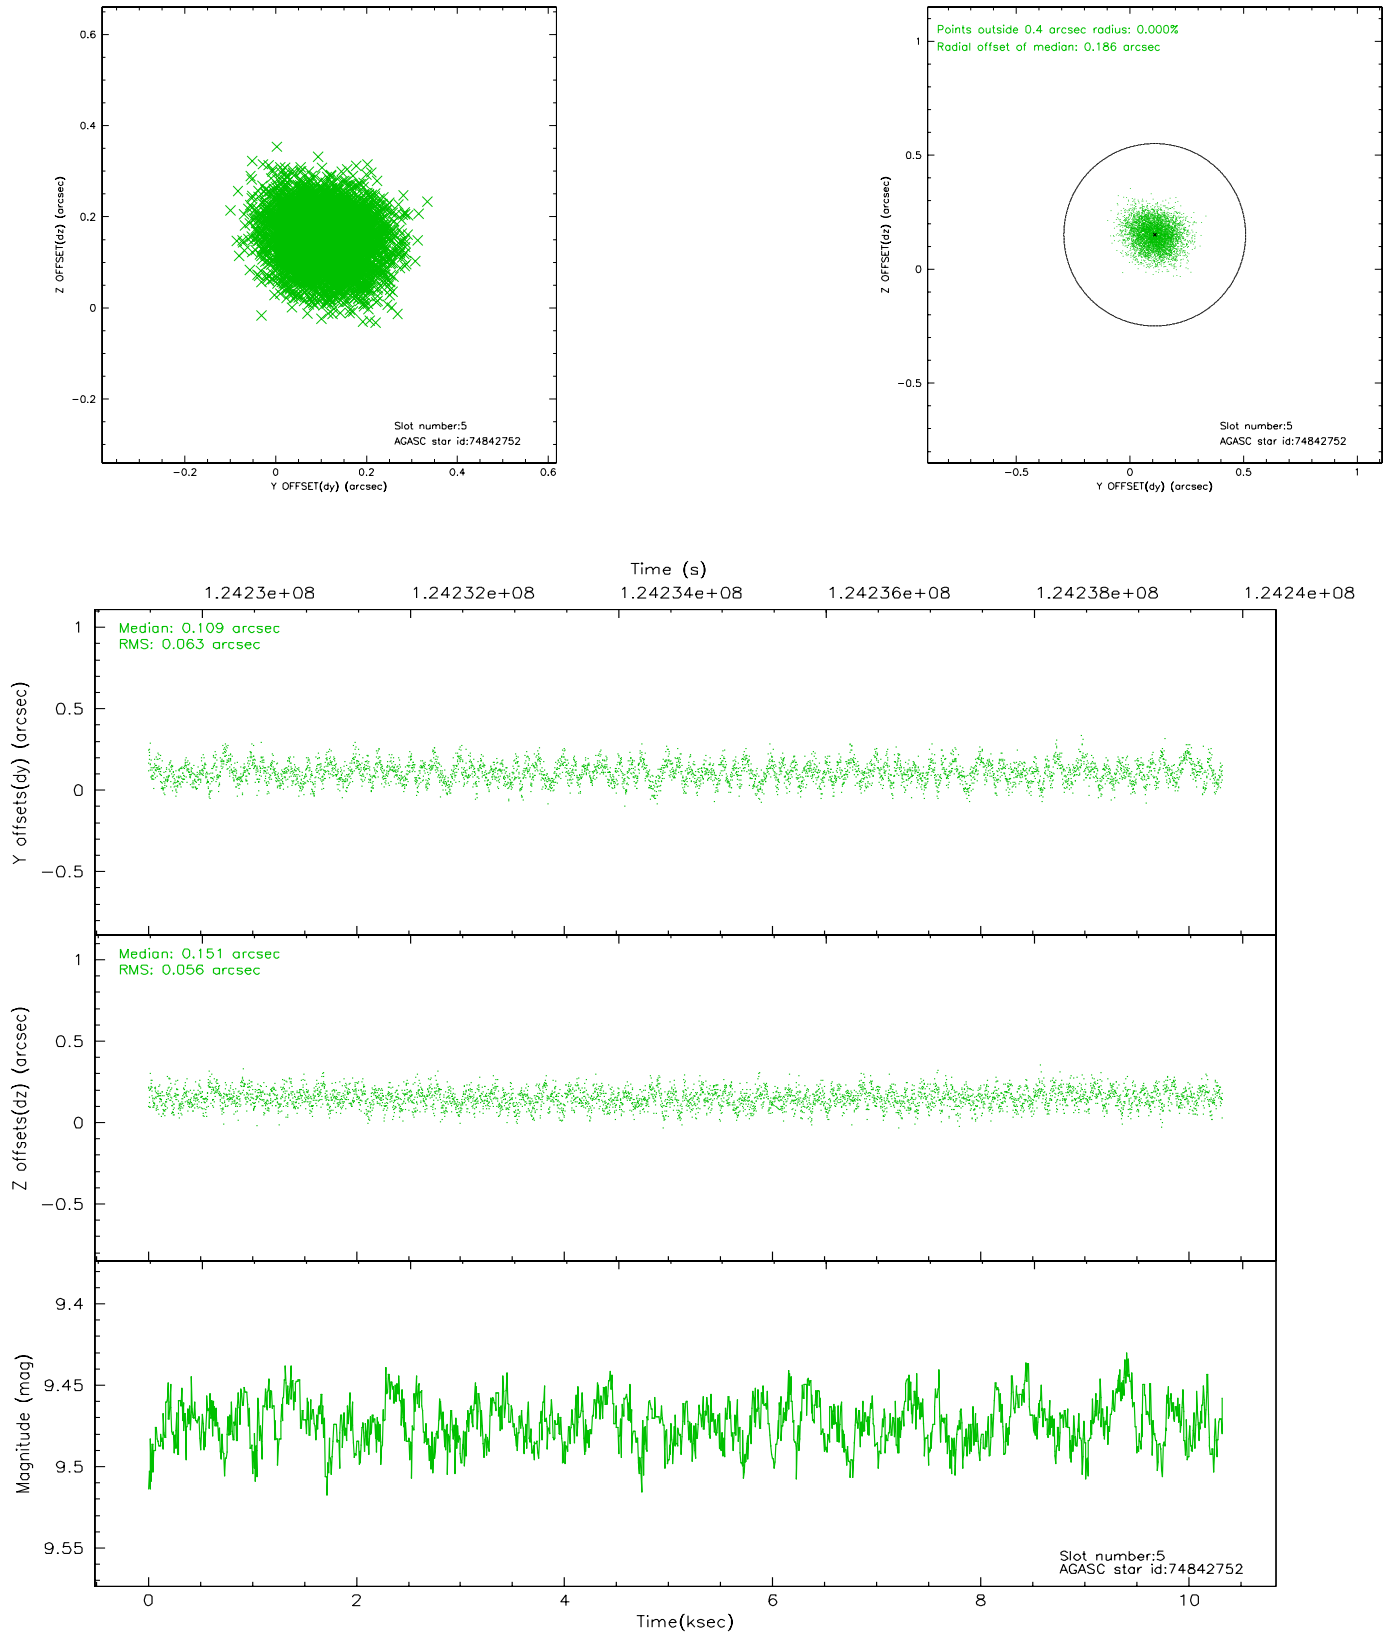 0.6
0.4
0.2
0
−0.2
Z OFFSET(dz) (arcsec)
Slot number:5
AGASC star id:74842752
−0.2 0 0.2 0.4 0.6
Y OFFSET(dy) (arcsec)
Points outside 0.4 arcsec radius: 0.000%
Radial offset of median: 0.186 arcsec
1
0.5
0
−0.5
Z OFFSET(dz) (arcsec)
Slot number:5
AGASC star id:74842752
−0.5 0 0.5 1
Y OFFSET(dy) (arcsec)
Time (s)
1.2423e+08 1.24232e+08 1.24234e+08 1.24236e+08 1.24238e+08 1.2424e+08
Median: 0.109 arcsec
RMS: 0.063 arcsec
1
0.5
0
−0.5
Y offsets(dy) (arcsec)
Median: 0.151 arcsec
RMS: 0.056 arcsec
1
0.5
0
−0.5
Z offsets(dz) (arcsec)
9.4
9.45
9.5
9.55
Magnitude (mag)
Slot number:5
AGASC star id:74842752
0 2 4 6 8 10
Time(ksec)